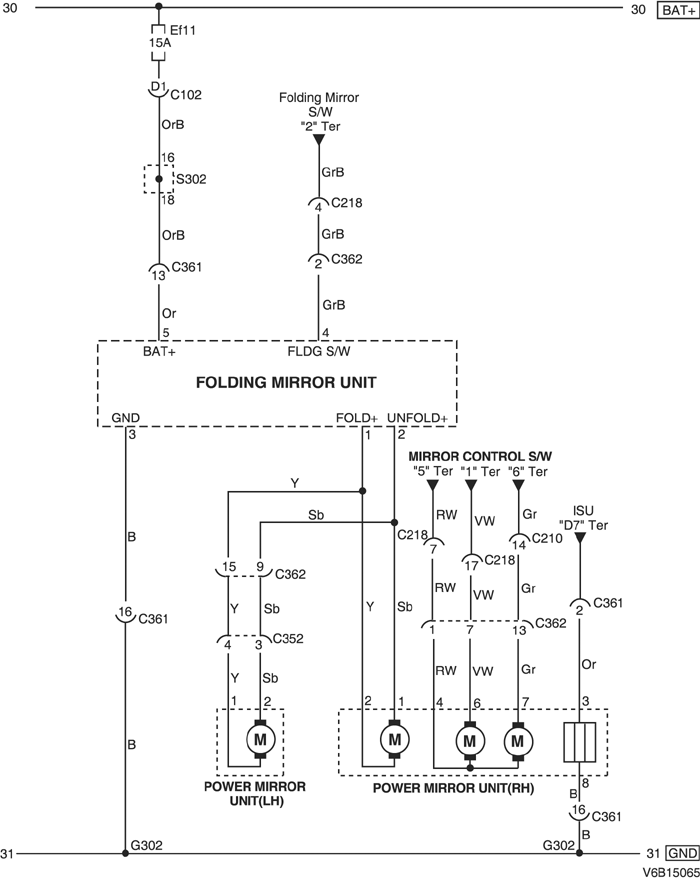 30
30 BAT+
Ef11
15A
D1
C102
OrB
Folding Mirror
S/W
"2" Ter
16
S302
18
GrB
4 C218
OrB
GrB
C361
13
2 C362
Or
GrB
5
4
BAT+
FLDG S/W
FOLDING MIRROR UNIT
GND
FOLD+
UNFOLD+
3
1
2
MIRROR CONTROL S/W
"5" Ter
"1" Ter
"6" Ter
Y
Sb
RW
VW
Gr
ISU
"D7" Ter
B
C218
7
14 C210
17 C218
15
9
C362
RW
VW
Gr
16
C361
Y
Sb
Y
Sb
2 C361
1
7
13
C362
4
3
C352
Y
Sb
RW
VW
Gr
Or
1
2
2
1
4
6
7
3
B
M
M
M
M
POWER MIRROR
UNIT(LH)
POWER MIRROR UNIT(RH)
8
B
16
C361
B
31
G302
G302
31 GND
V6B15065